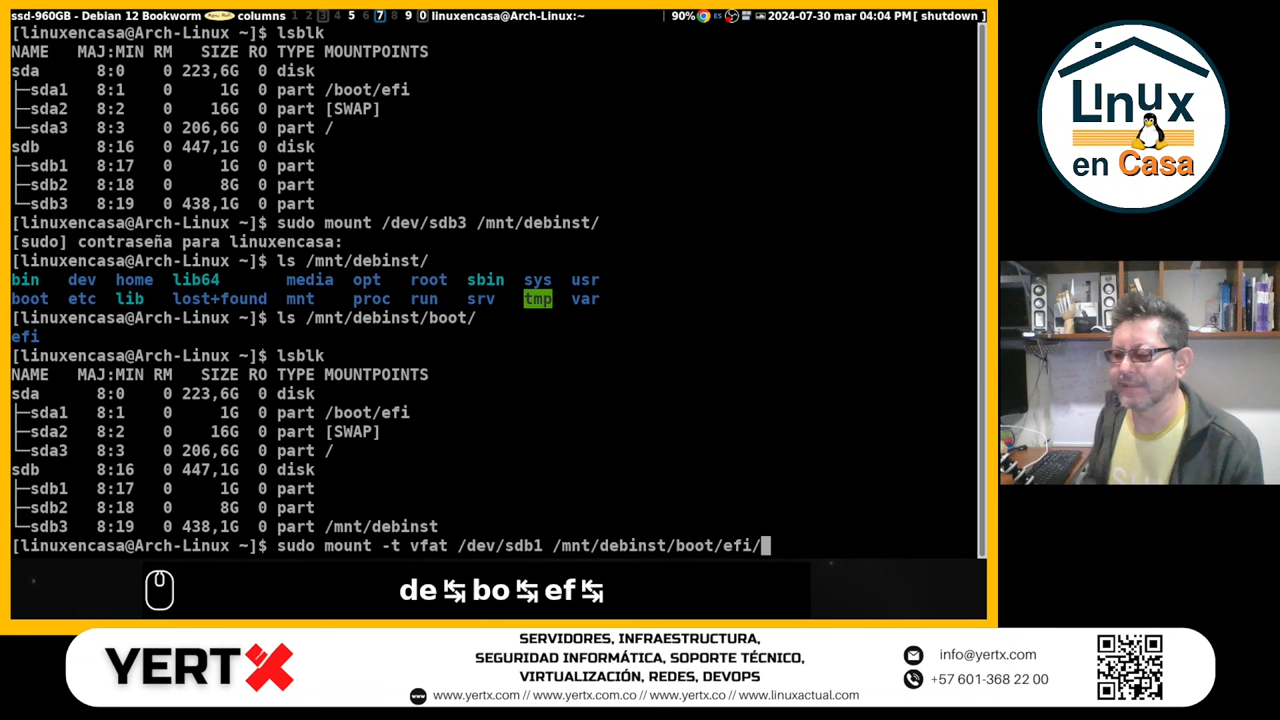 ssd-960GB - Debian 12 Bookworm columns 1 2 3 4 5 6 7 8 9 0 linuxencasa@Arch-Linux:~ 90% ES 2024-07-30 mar 04:04 PM[ shutdown ]
[linuxencasa@Arch-Linux ~]$ lsblk
NAME MAJ:MIN RM SIZE RO TYPE MOUNTPOINTS
sda 8:0 0 223,6G 0 disk
├─sda1 8:1 0 1G 0 part /boot/efi
├─sda2 8:2 0 16G 0 part [SWAP]
└─sda3 8:3 0 206,6G 0 part /
sdb 8:16 0 447,1G 0 disk
├─sdb1 8:17 0 1G 0 part
├─sdb2 8:18 0 8G 0 part
└─sdb3 8:19 0 438,1G 0 part
[linuxencasa@Arch-Linux ~]$ sudo mount /dev/sdb3 /mnt/debinst/
[sudo] contraseña para linuxencasa:
[linuxencasa@Arch-Linux ~]$ ls /mnt/debinst/
bin dev home lib64 media opt root sbin sys usr
boot etc lib lost+found mnt proc run srv tmp var
[linuxencasa@Arch-Linux ~]$ ls /mnt/debinst/boot/
efi
[linuxencasa@Arch-Linux ~]$ lsblk
NAME MAJ:MIN RM SIZE RO TYPE MOUNTPOINTS
sda 8:0 0 223,6G 0 disk
├─sda1 8:1 0 1G 0 part /boot/efi
├─sda2 8:2 0 16G 0 part [SWAP]
└─sda3 8:3 0 206,6G 0 part /
sdb 8:16 0 447,1G 0 disk
├─sdb1 8:17 0 1G 0 part
├─sdb2 8:18 0 8G 0 part
└─sdb3 8:19 0 438,1G 0 part /mnt/debinst
[linuxencasa@Arch-Linux ~]$ sudo mount -t vfat /dev/sdb1 /mnt/debinst/boot/efi/
de↹bo↹ef↹
Linux
en Casa
YERTX
SERVIDORES, INFRAESTRUCTURA,
SEGURIDAD INFORMÁTICA, SOPORTE TÉCNICO,
VIRTUALIZACIÓN, REDES, DEVOPS
www.yertx.com // www.yertx.com.co // www.yertx.co // www.linuxactual.com
info@yertx.com
+57 601-368 22 00